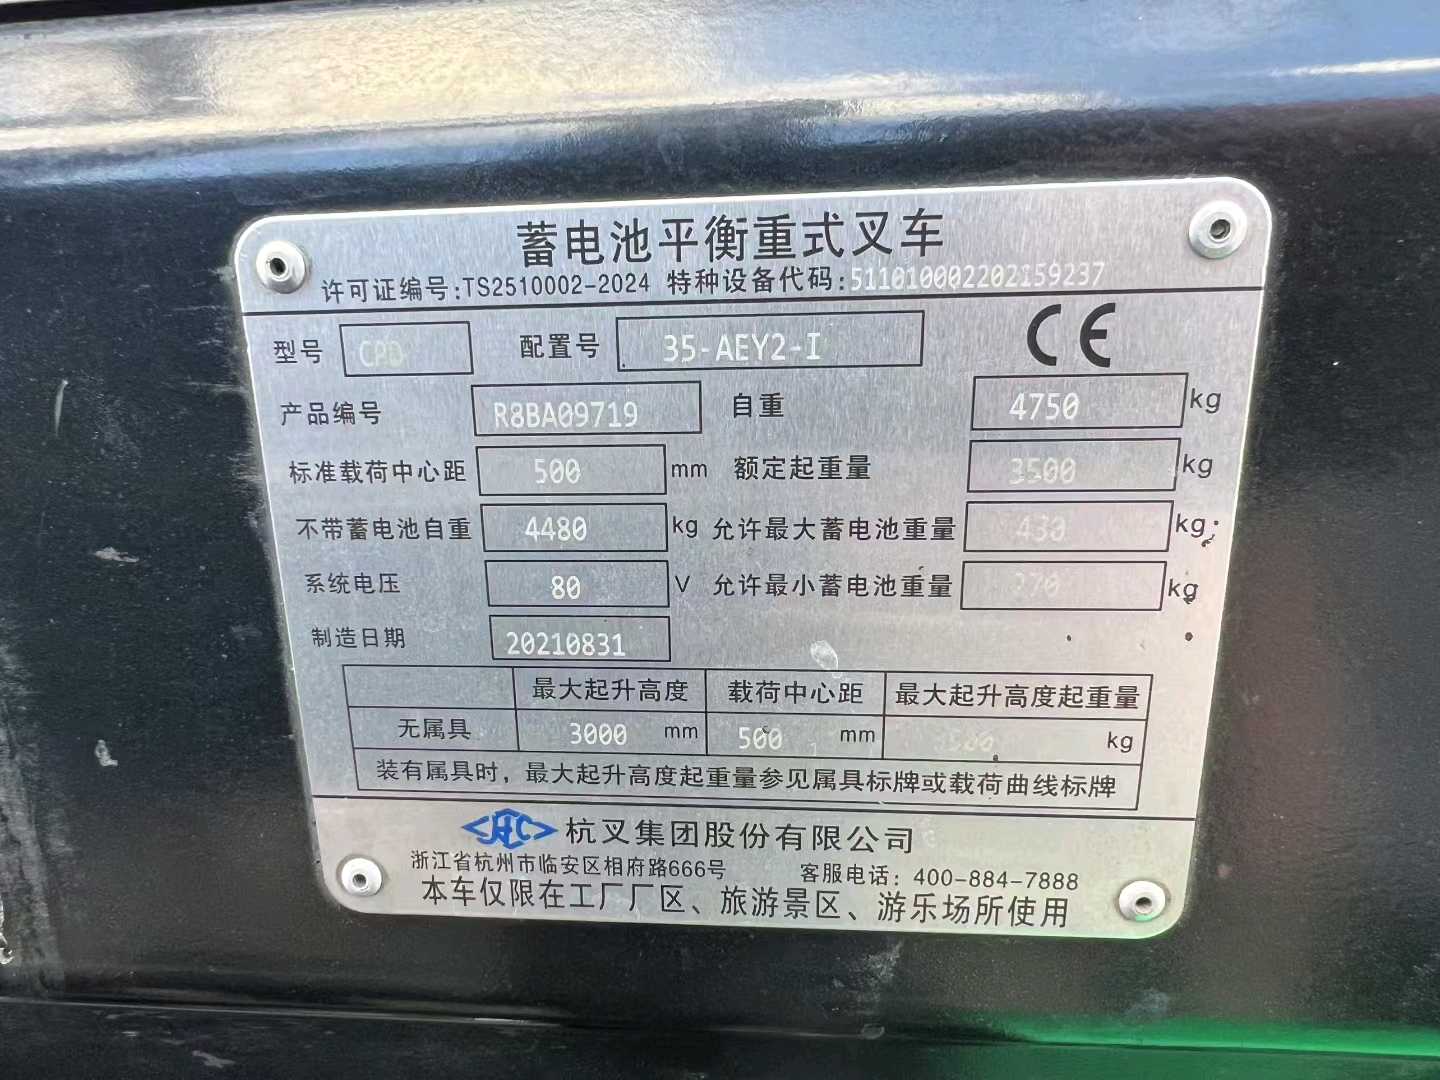 蓄电池平衡重式叉车
许可证编号:TS2510002-2024 特种设备代码:511010002202159237
型号 CPD 配置号 35-AEY2-I CE
产品编号 R8BA09719 自重 4750 kg
标准载荷中心距 500 mm 额定起重量 3500 kg
不带蓄电池自重 4480 kg 允许最大蓄电池重量 430 kg
系统电压 80 V 允许最小蓄电池重量 270 kg
制造日期 20210831
最大起升高度 载荷中心距 最大起升高度起重量
无属具 3000 mm 500 mm kg
装有属具时，最大起升高度起重量参见属具标牌或载荷曲线标牌
HC 杭叉集团股份有限公司
浙江省杭州市临安区相府路666号 客服电话：400-884-7888
本车仅限在工厂厂区、旅游景区、游乐场所使用